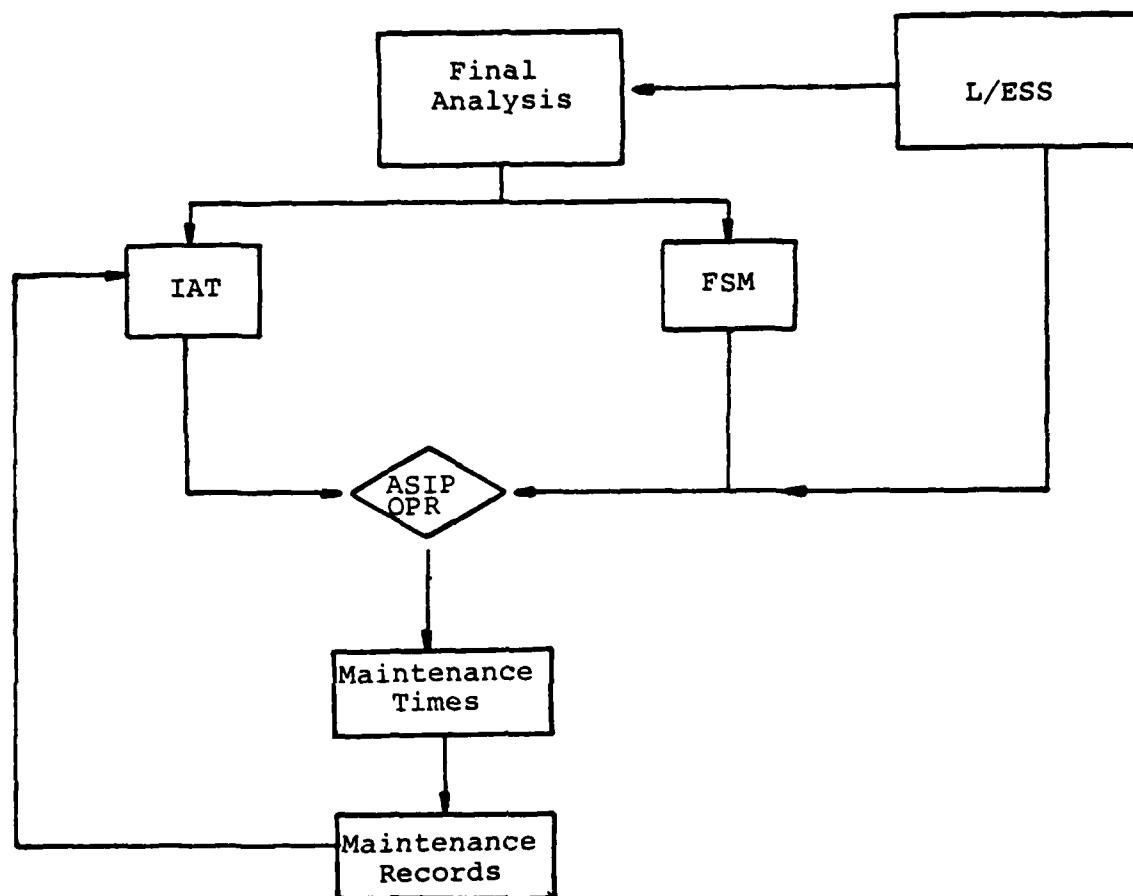 Final
Analysis
L/ESS
IAT
FSM
ASIP
OPR
Maintenance
Times
Maintenance
Records